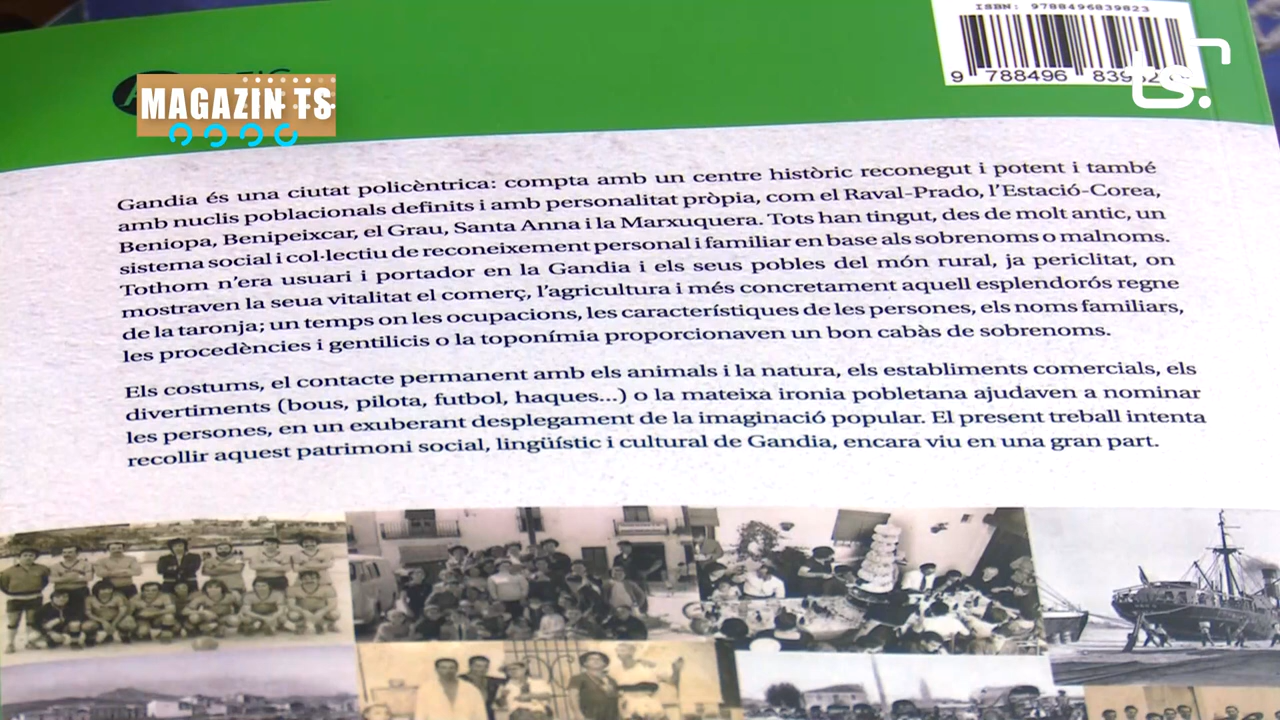 ISBN: 9788496839823
9 788496 839
MAGAZÍN TS
ts.
Gandia és una ciutat policèntrica: compta amb un centre històric reconegut i potent i també
amb nuclis poblacionals definits i amb personalitat pròpia, com el Raval-Prado, l'Estació-Corea,
Beniopa, Benipeixcar, el Grau, Santa Anna i la Marxuquera. Tots han tingut, des de molt antic, un
sistema social i col·lectiu de reconeixement personal i familiar en base als sobrenoms o malnoms.
Tothom n'era usuari i portador en la Gandia i els seus pobles del món rural, ja periclitat, on
mostraven la seua vitalitat el comerç, l'agricultura i més concretament aquell esplendorós regne
de la taronja; un temps on les ocupacions, les característiques de les persones, els noms familiars,
les procedències i gentilicis o la toponímia proporcionaven un bon cabàs de sobrenoms.
Els costums, el contacte permanent amb els animals i la natura, els establiments comercials, els
divertiments (bous, pilota, futbol, haques...) o la mateixa ironia pobletana ajudaven a nominar
les persones, en un exuberant desplegament de la imaginació popular. El present treball intenta
recollir aquest patrimoni social, lingüístic i cultural de Gandia, encara viu en una gran part.